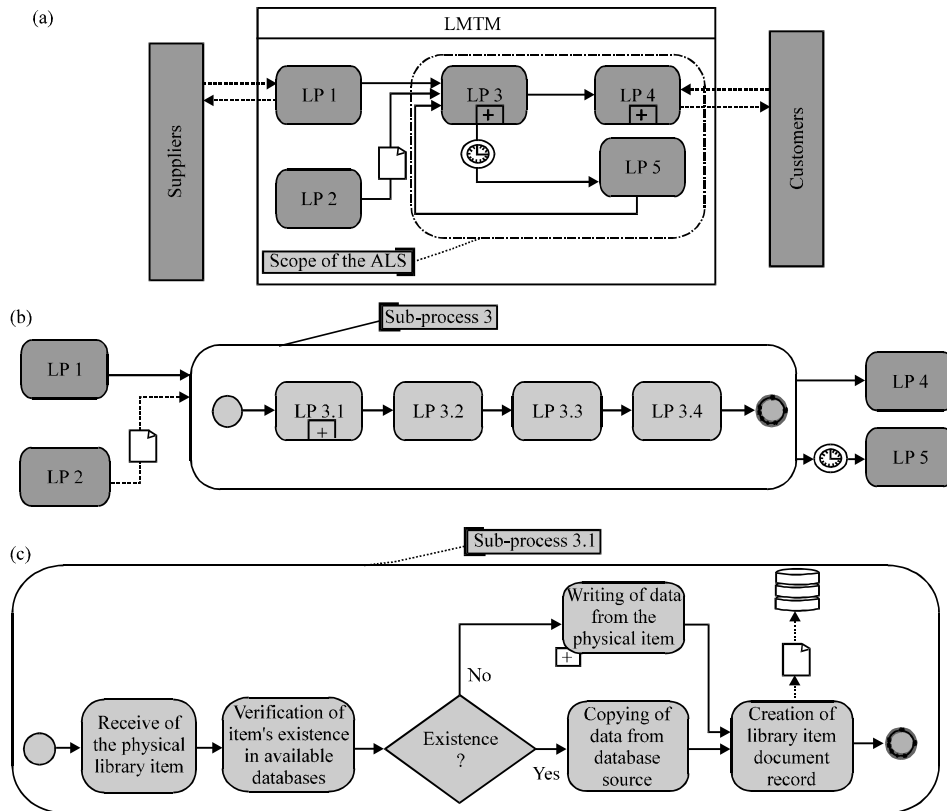 (a)
LMTM
Suppliers
LP 1
LP 3
+
LP 4
+
LP 2
LP 5
Customers
Scope of the ALS
(b)
Sub-process 3
LP 1
LP 2
LP 3.1
+
LP 3.2
LP 3.3
LP 3.4
LP 4
LP 5
(c)
Sub-process 3.1
Writing of data
from the
physical item
+
No
Receive of
the physical
library item
Verification of
item's existence
in available
databases
Existence
?
Yes
Copying of
data from
database
source
Creation of
library item
document
record